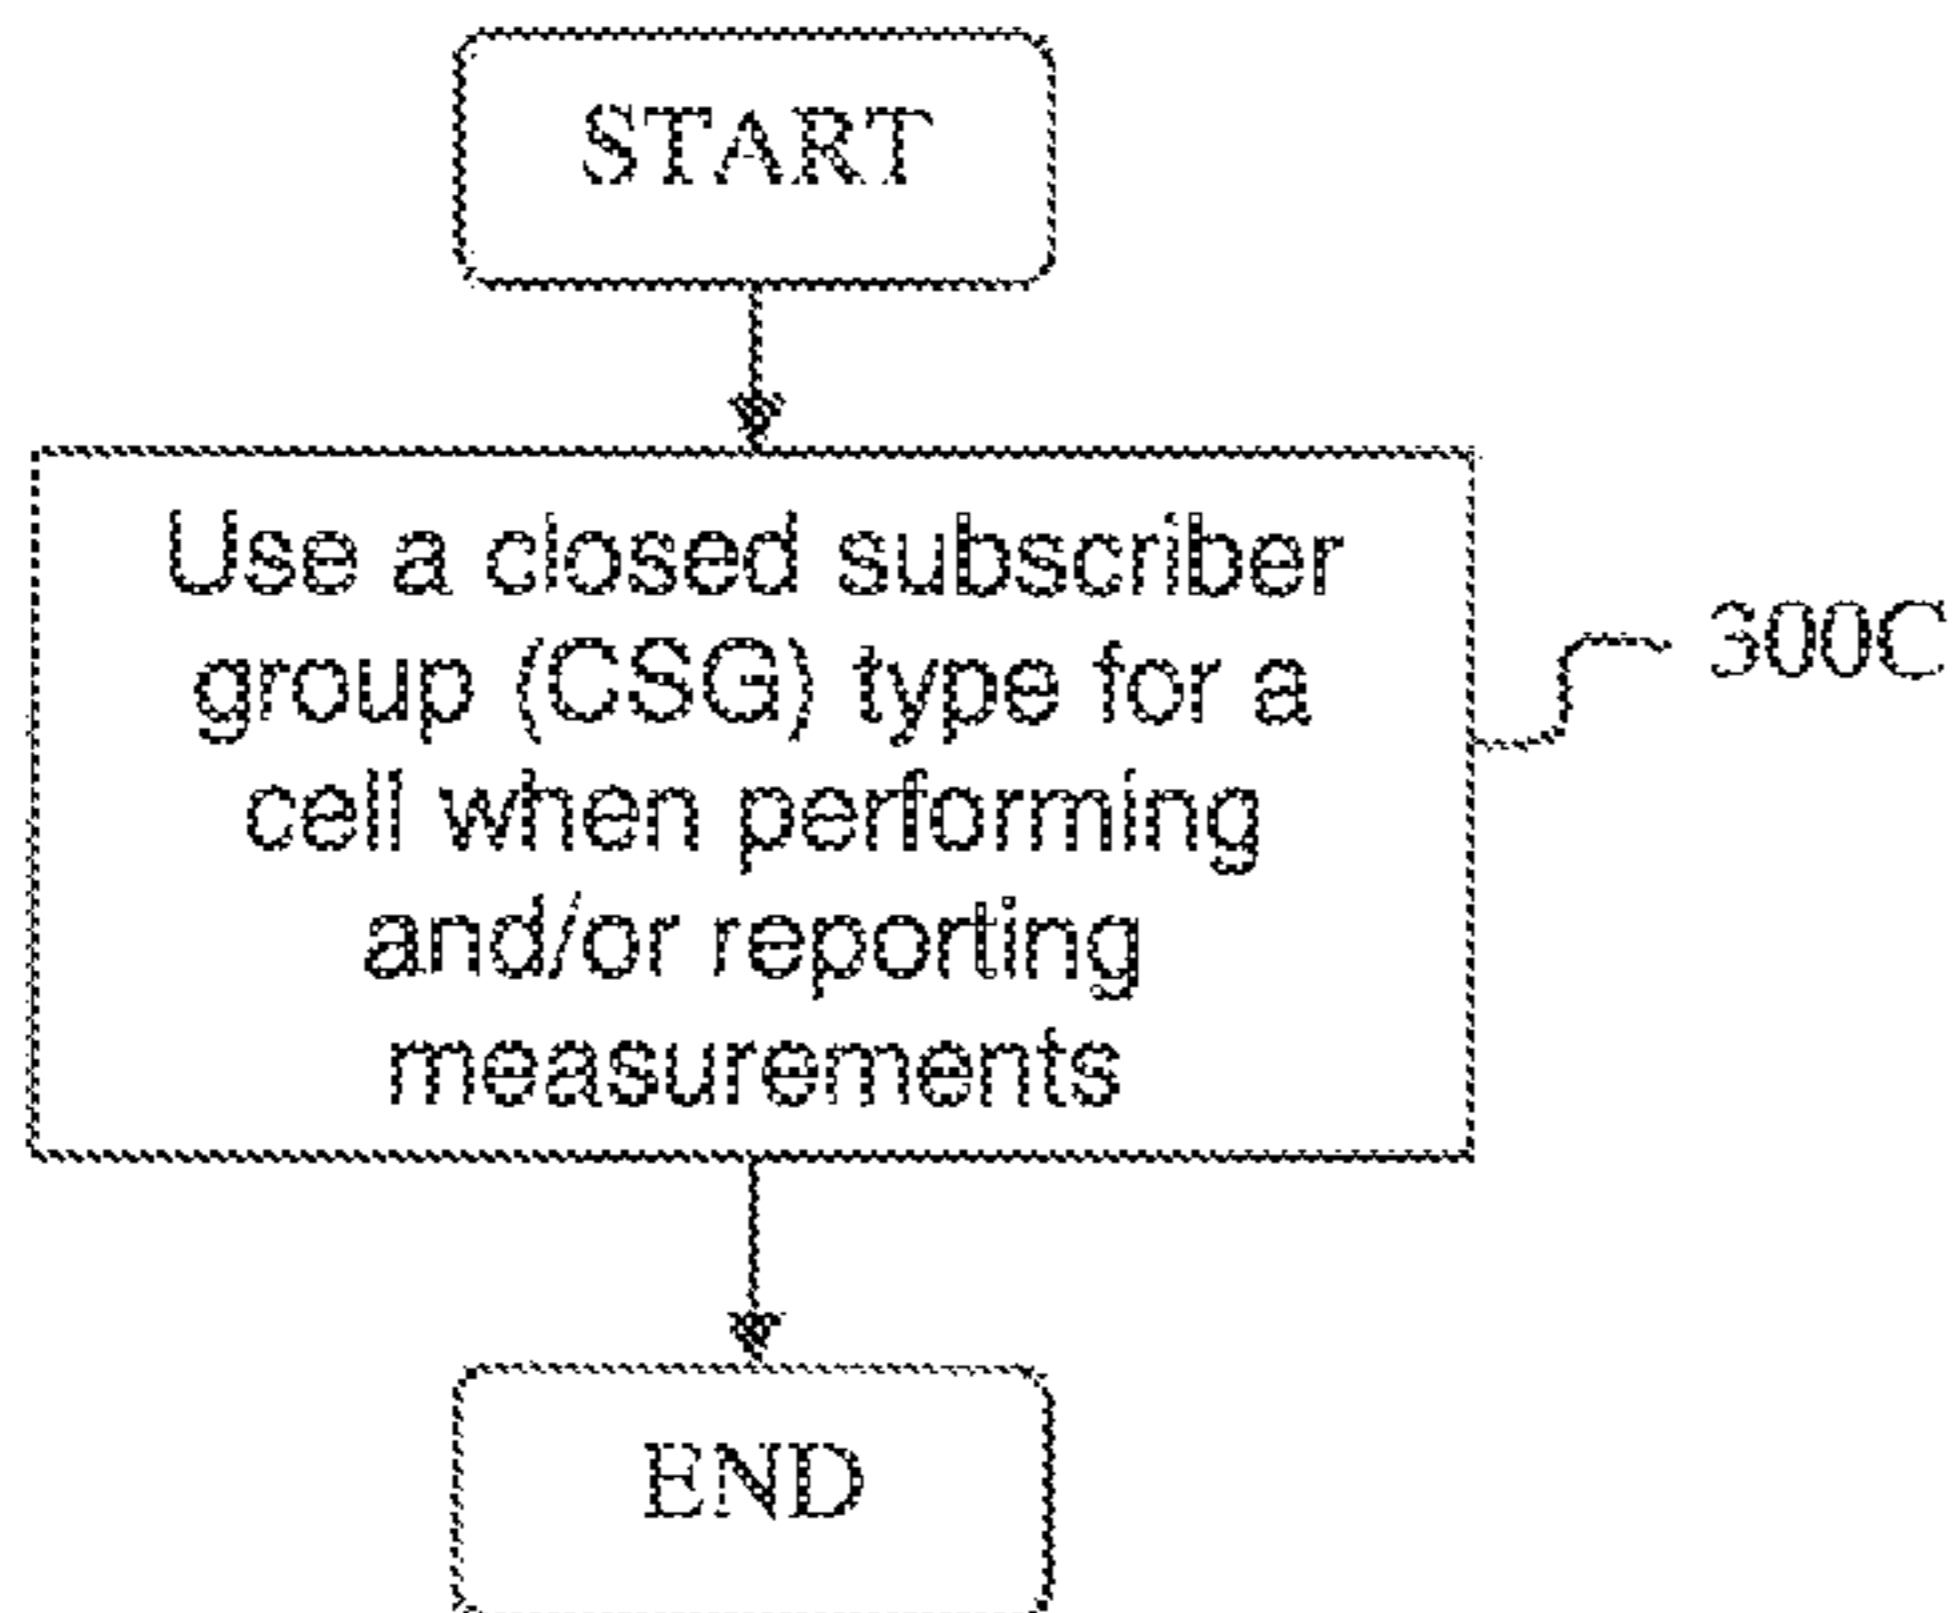 START
Use a closed subscriber
group (CSG) type for a
cell when performing
and/or reporting
measurements
300C
END